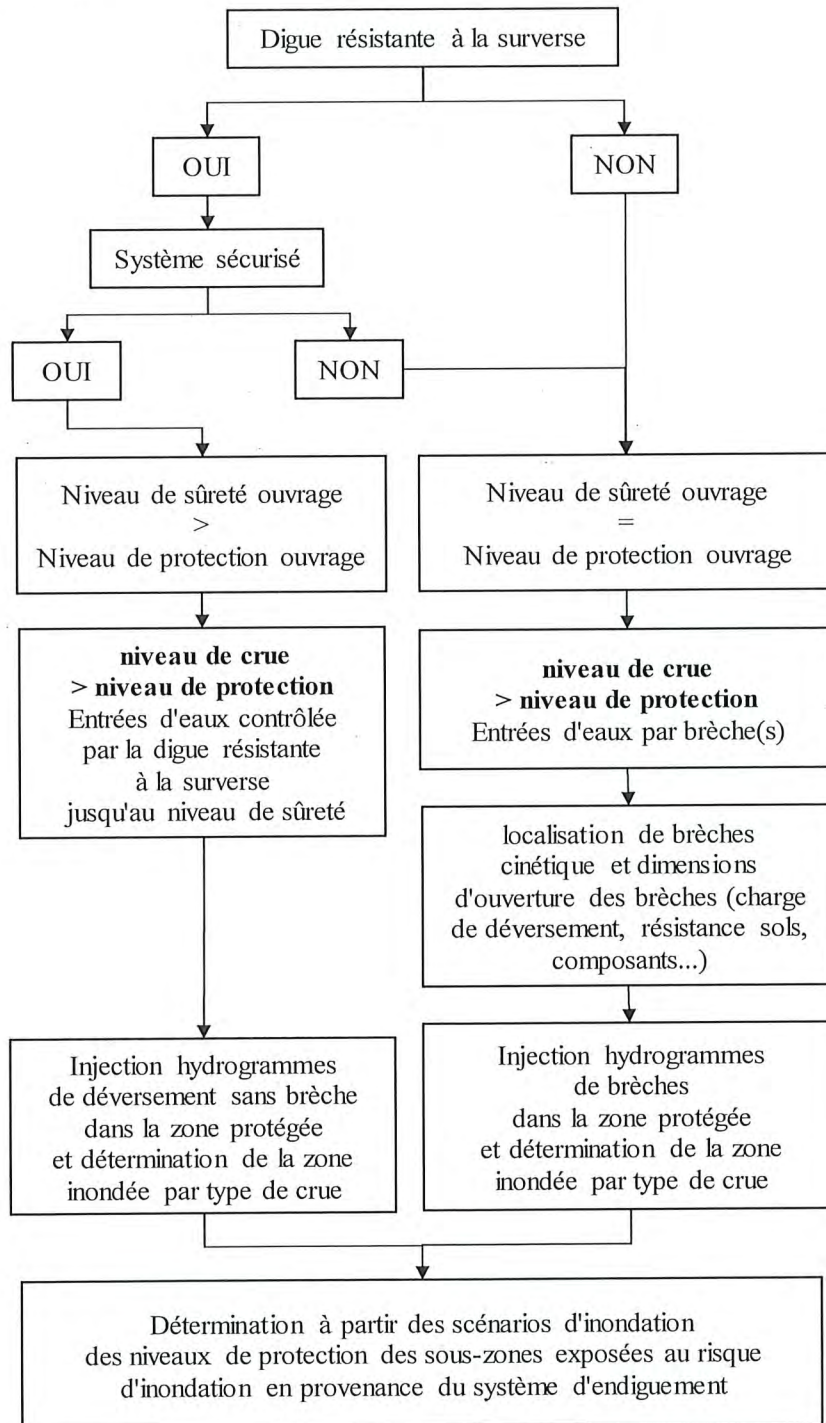 Digue résistante à la surverse
OUI
NON
Système sécurisé
OUI
NON
Niveau de sûreté ouvrage
>
Niveau de protection ouvrage
Niveau de sûreté ouvrage
=
Niveau de protection ouvrage
niveau de crue
> niveau de protection
Entrées d'eaux contrôlée
par la digue résistante
à la surverse
jusqu'au niveau de sûreté
niveau de crue
> niveau de protection
Entrées d'eaux par brèche(s)
localisation de brèches
cinétique et dimensions
d'ouverture des brèches (charge
de déversement, résistance sols,
composants...)
Injection hydrogrammes
de déversement sans brèche
dans la zone protégée
et détermination de la zone
inondée par type de crue
Injection hydrogrammes
de brèches
dans la zone protégée
et détermination de la zone
inondée par type de crue
Détermination à partir des scénarios d'inondation
des niveaux de protection des sous-zones exposées au risque
d'inondation en provenance du système d'endiguement